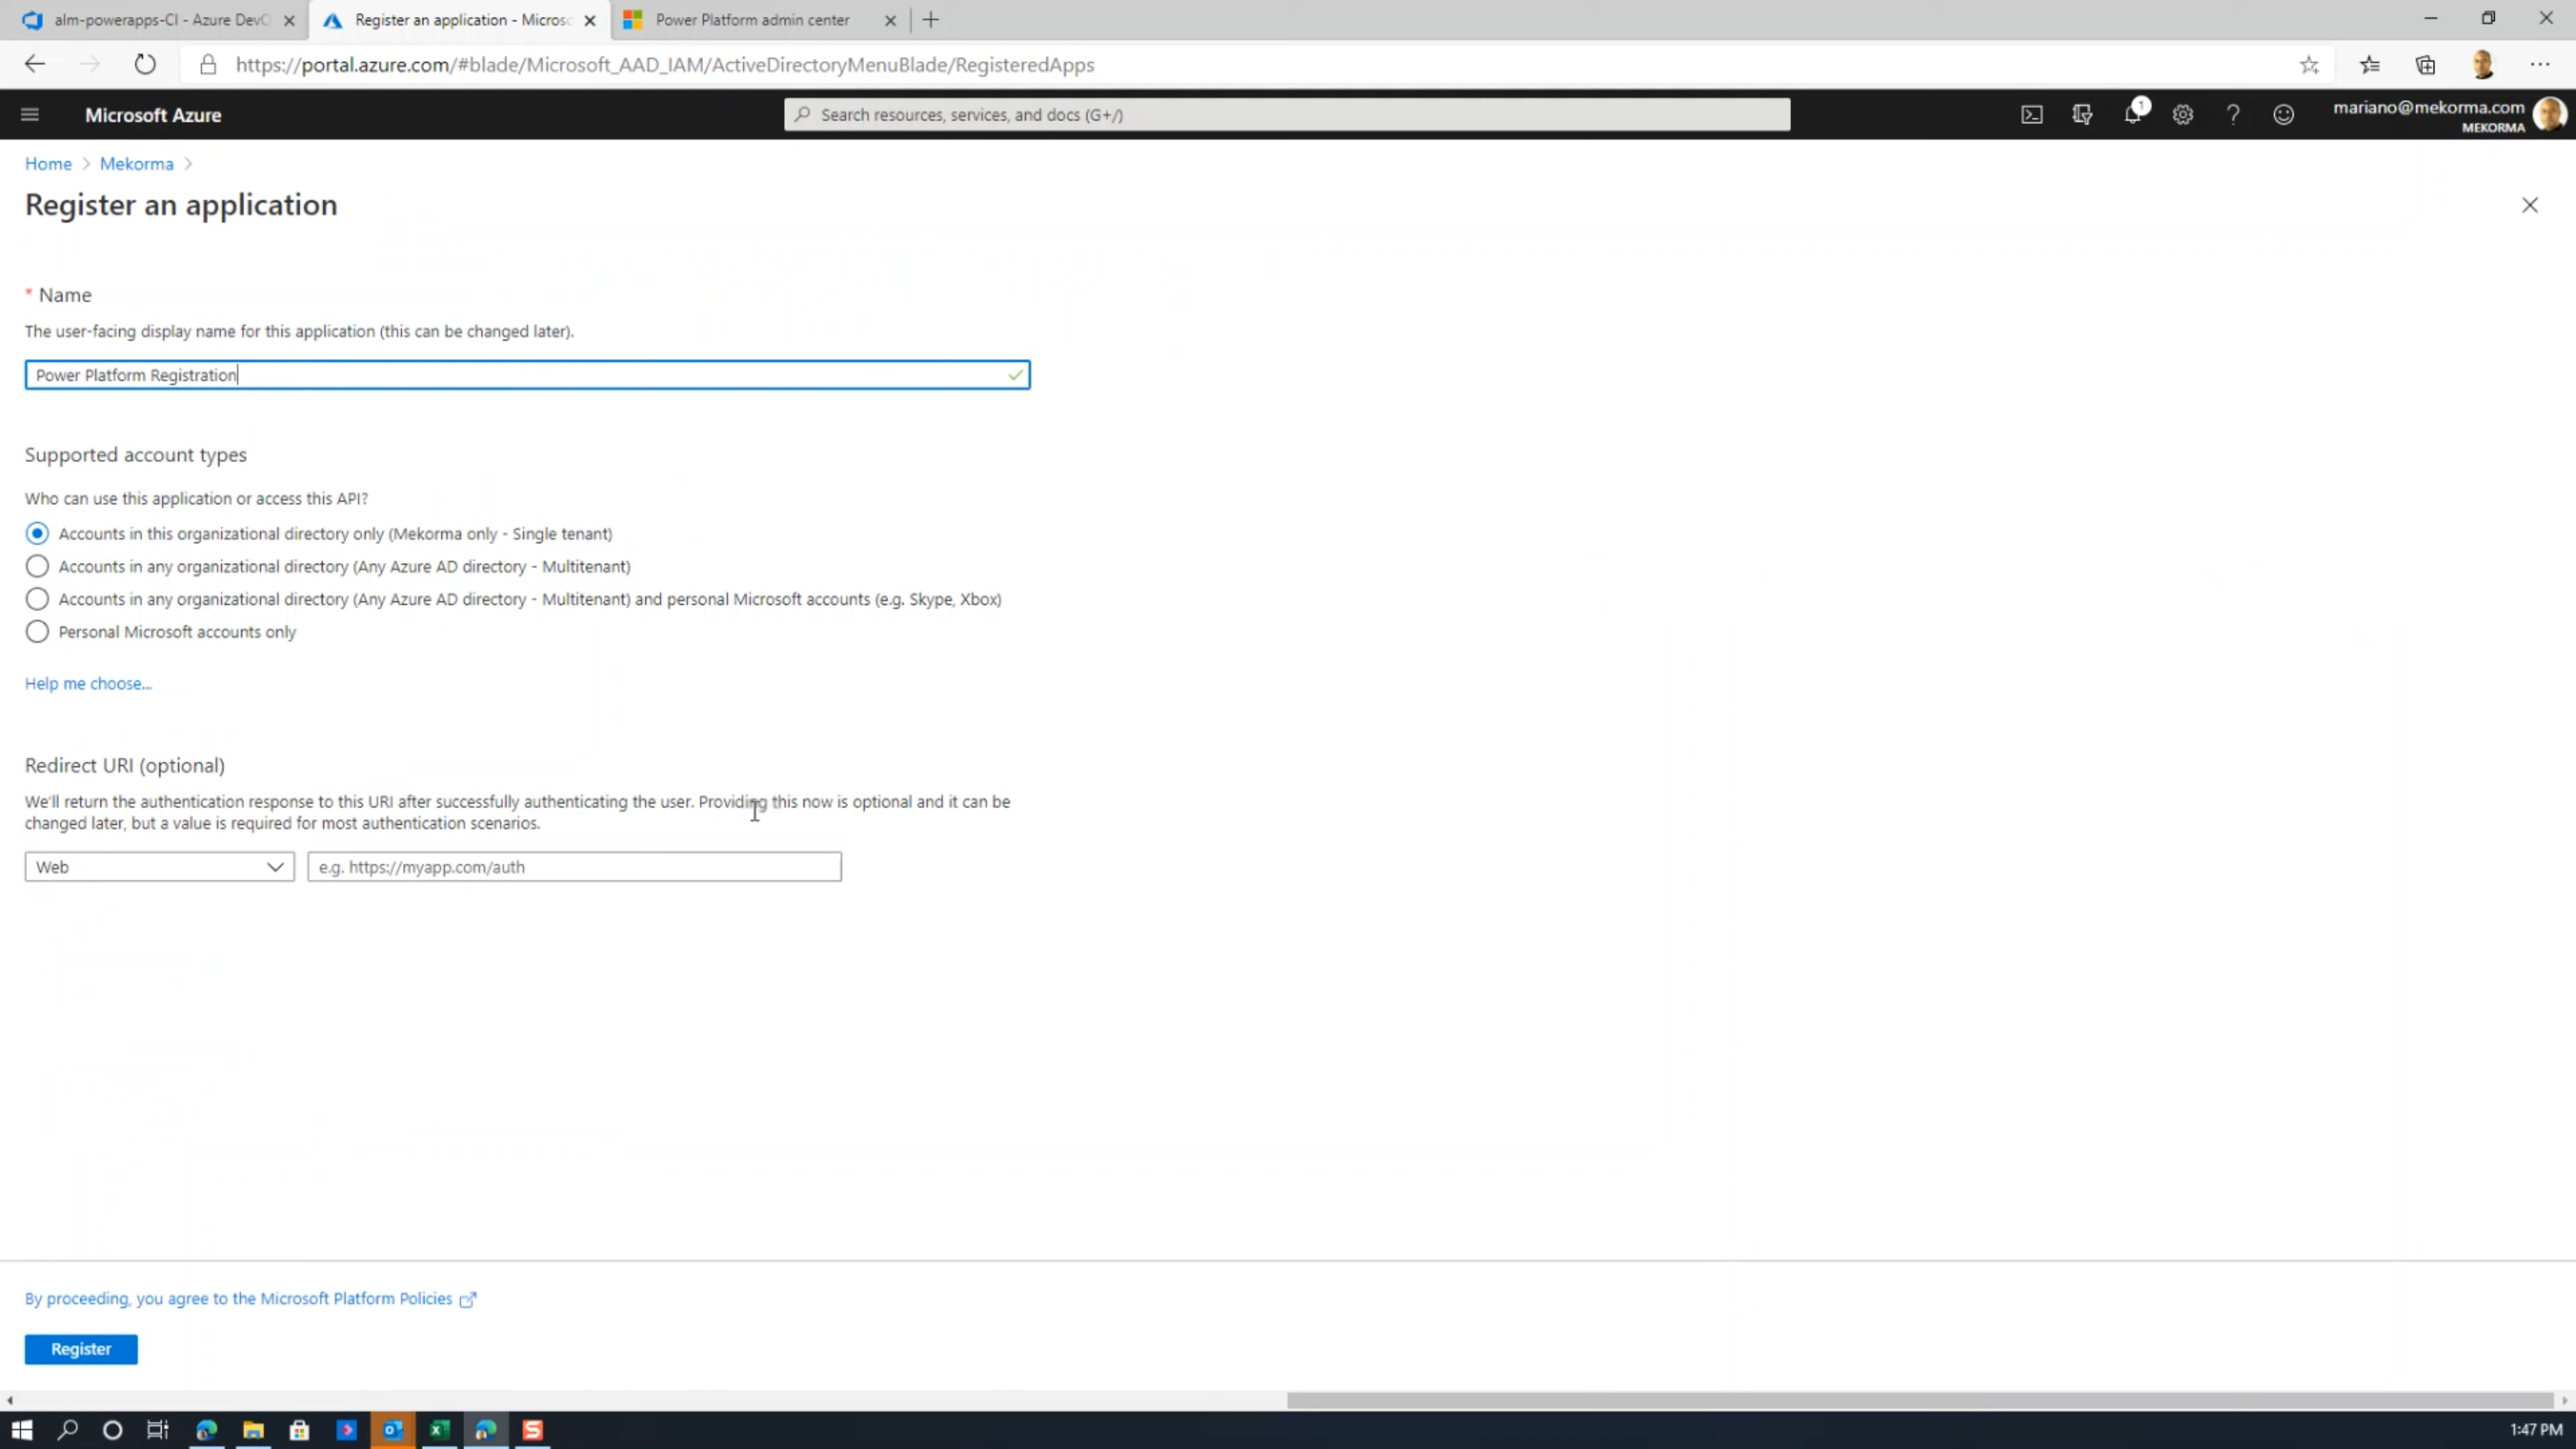 alm-powerapps-CI - Azure DevO
Register an application - Microso
Power Platform admin center
https://portal.azure.com/#blade/Microsoft_AAD_IAM/ActiveDirectoryMenuBlade/RegisteredApps
Microsoft Azure
Search resources, services, and docs (G+/)
1
mariano@mekorma.com
MEKORMA
Home > Mekorma >
Register an application
* Name
The user-facing display name for this application (this can be changed later).
Power Platform Registration
Supported account types
Who can use this application or access this API?
Accounts in this organizational directory only (Mekorma only - Single tenant)
Accounts in any organizational directory (Any Azure AD directory - Multitenant)
Accounts in any organizational directory (Any Azure AD directory - Multitenant) and personal Microsoft accounts (e.g. Skype, Xbox)
Personal Microsoft accounts only
Help me choose...
Redirect URI (optional)
We'll return the authentication response to this URI after successfully authenticating the user. Providing this now is optional and it can be
changed later, but a value is required for most authentication scenarios.
Web
e.g. https://myapp.com/auth
By proceeding, you agree to the Microsoft Platform Policies
Register
1:47 PM